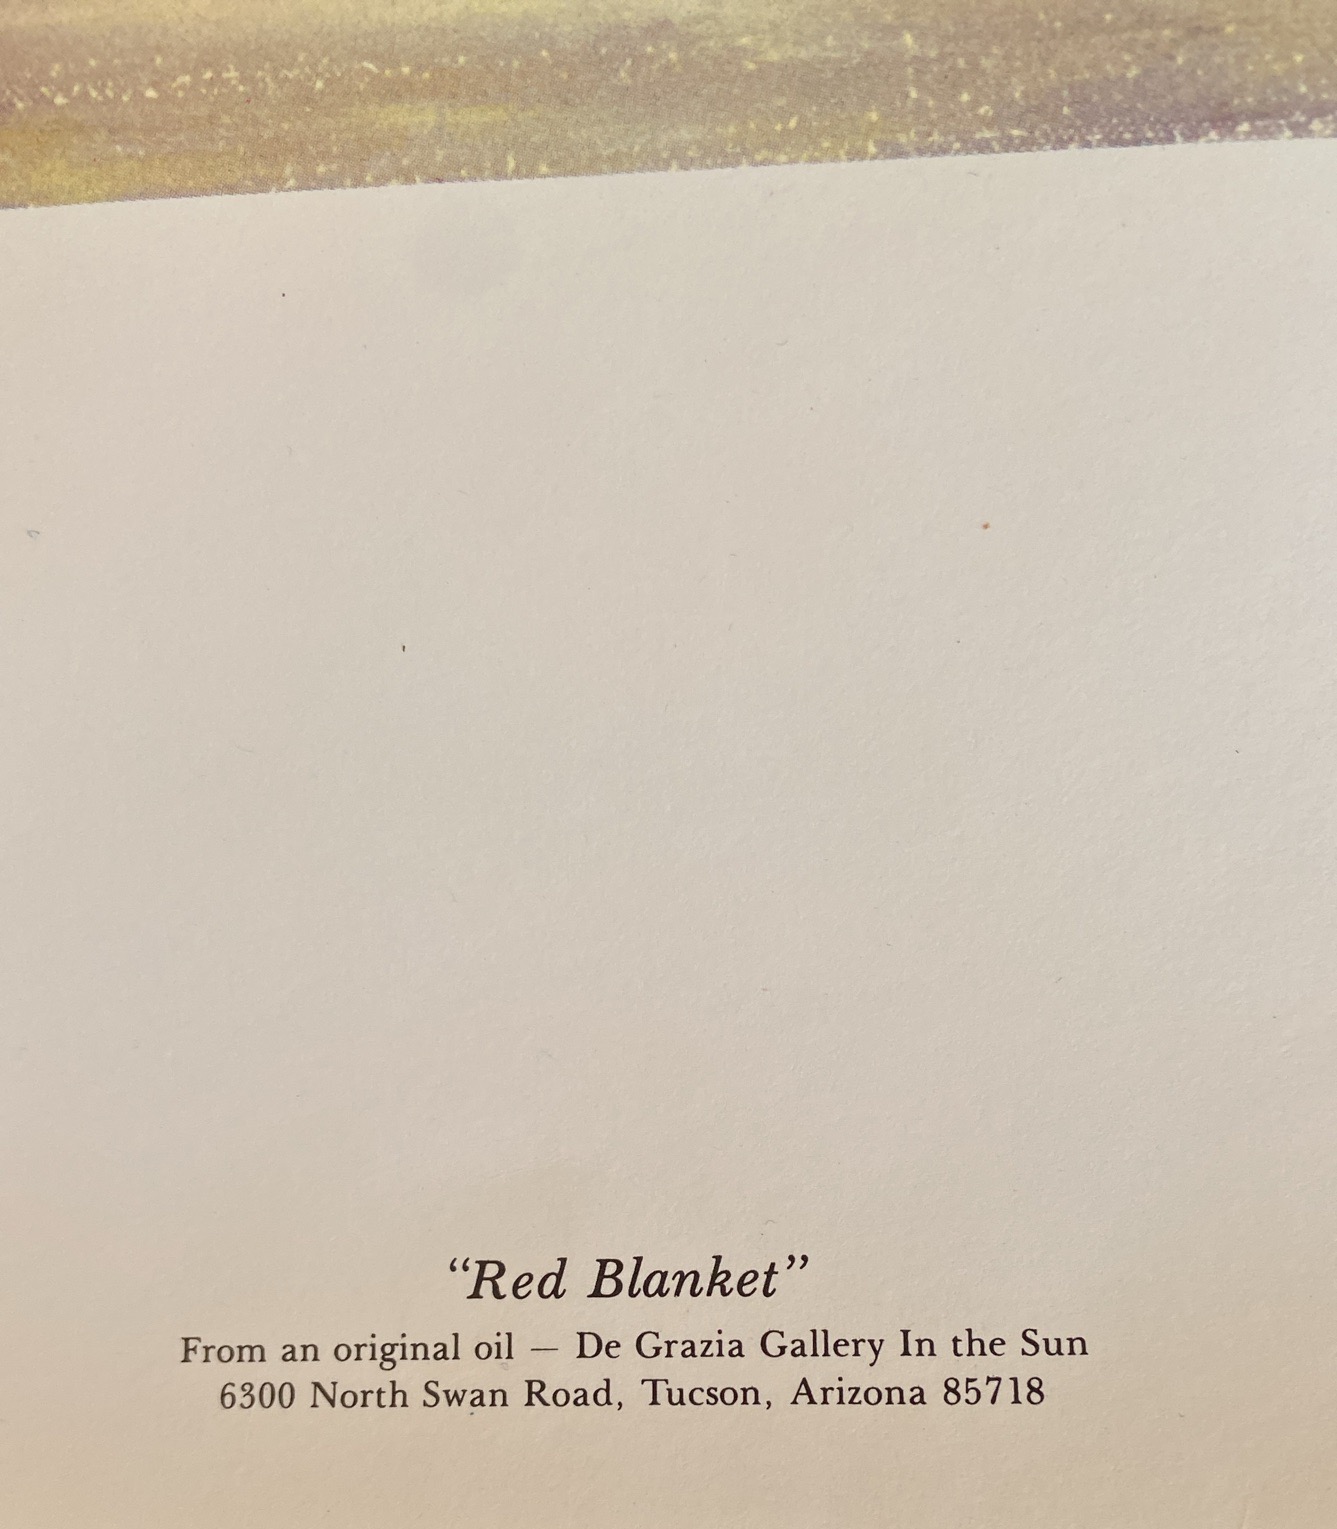 “Red Blanket”
From an original oil — De Grazia Gallery In the Sun
6300 North Swan Road, Tucson, Arizona 85718